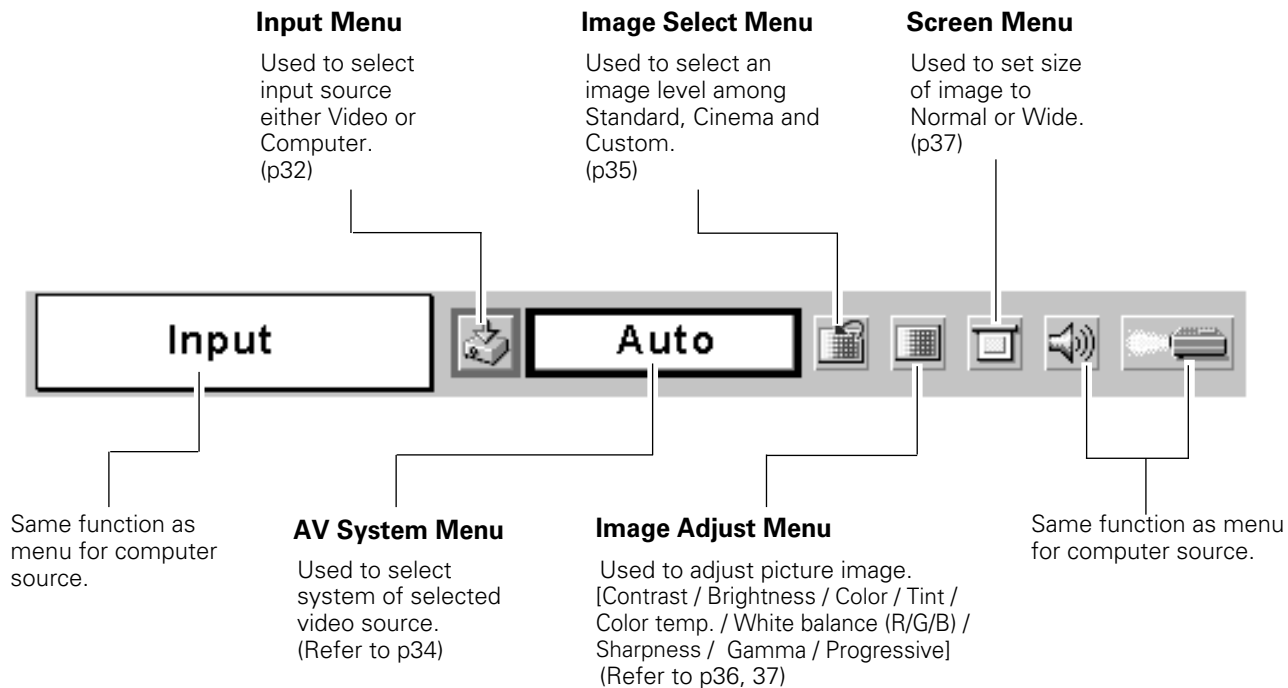 Input Menu
Used to select
input source
either Video or
Computer.
(p32)
Image Select Menu
Used to select an
image level among
Standard, Cinema and
Custom.
(p35)
Screen Menu
Used to set size
of image to
Normal or Wide.
(p37)
Input
Auto
Same function as
menu for computer
source.
AV System Menu
Used to select
system of selected
video source.
(Refer to p34)
Image Adjust Menu
Used to adjust picture image.
[Contrast / Brightness / Color / Tint /
Color temp. / White balance (R/G/B) /
Sharpness / Gamma / Progressive]
(Refer to p36, 37)
Same function as menu
for computer source.